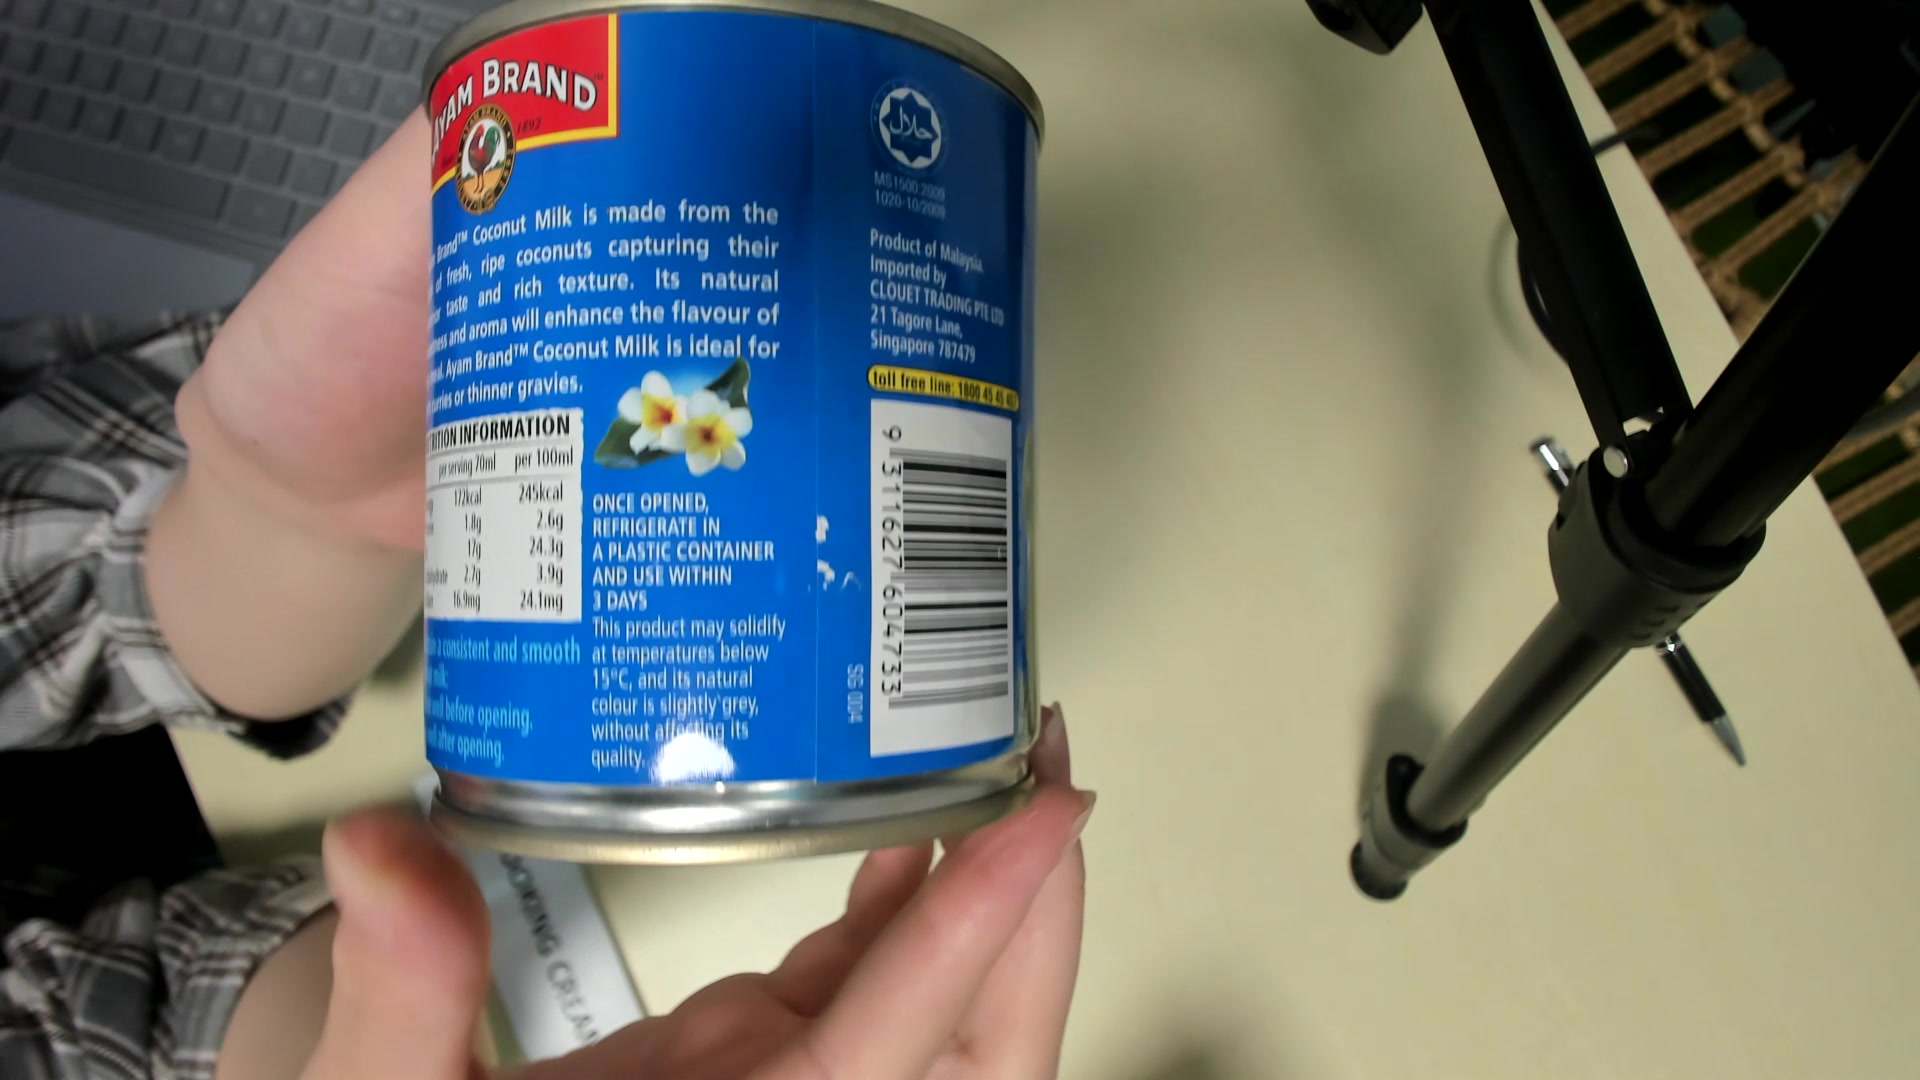 AYAM BRAND™
1892
Brand™ Coconut Milk is made from the
of fresh, ripe coconuts capturing their
taste and rich texture. Its natural
and aroma will enhance the flavour of
Ayam Brand™ Coconut Milk is ideal for
curries or thinner gravies.
INFORMATION
per serving 70ml per 100ml
172kcal 245kcal
1.8g 2.6g
17g 24.3g
2.7g 3.9g
16.9mg 24.1mg
a consistent and smooth
milk:
well before opening.
after opening.
ONCE OPENED,
REFRIGERATE IN
A PLASTIC CONTAINER
AND USE WITHIN
3 DAYS
This product may solidify
at temperatures below
15°C, and its natural
colour is slightly grey,
without affecting its
quality.
حلال
MS1500:2009
1020-10/2009
Product of Malaysia.
Imported by
CLOUET TRADING PTE LTD
21 Tagore Lane,
Singapore 787479
toll free line: 1800 45 45 45
9 311627 604733
SG 004
COOKING CREAM